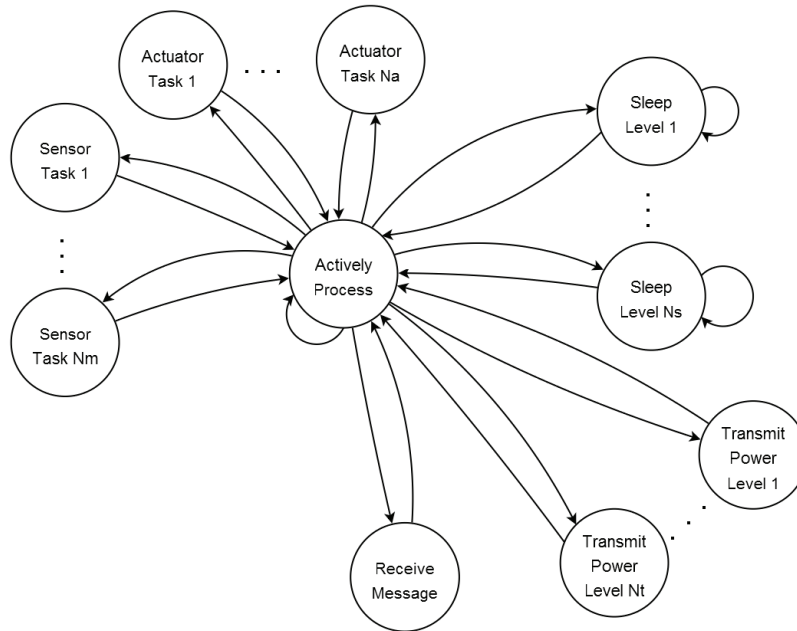 Actuator
Task 1
. . .
Actuator
Task Na
Sleep
Level 1
Sensor
Task 1
Actively
Process
Sleep
Level Ns
Sensor
Task Nm
Transmit
Power
Level 1
Transmit
Power
Level Nt
Receive
Message